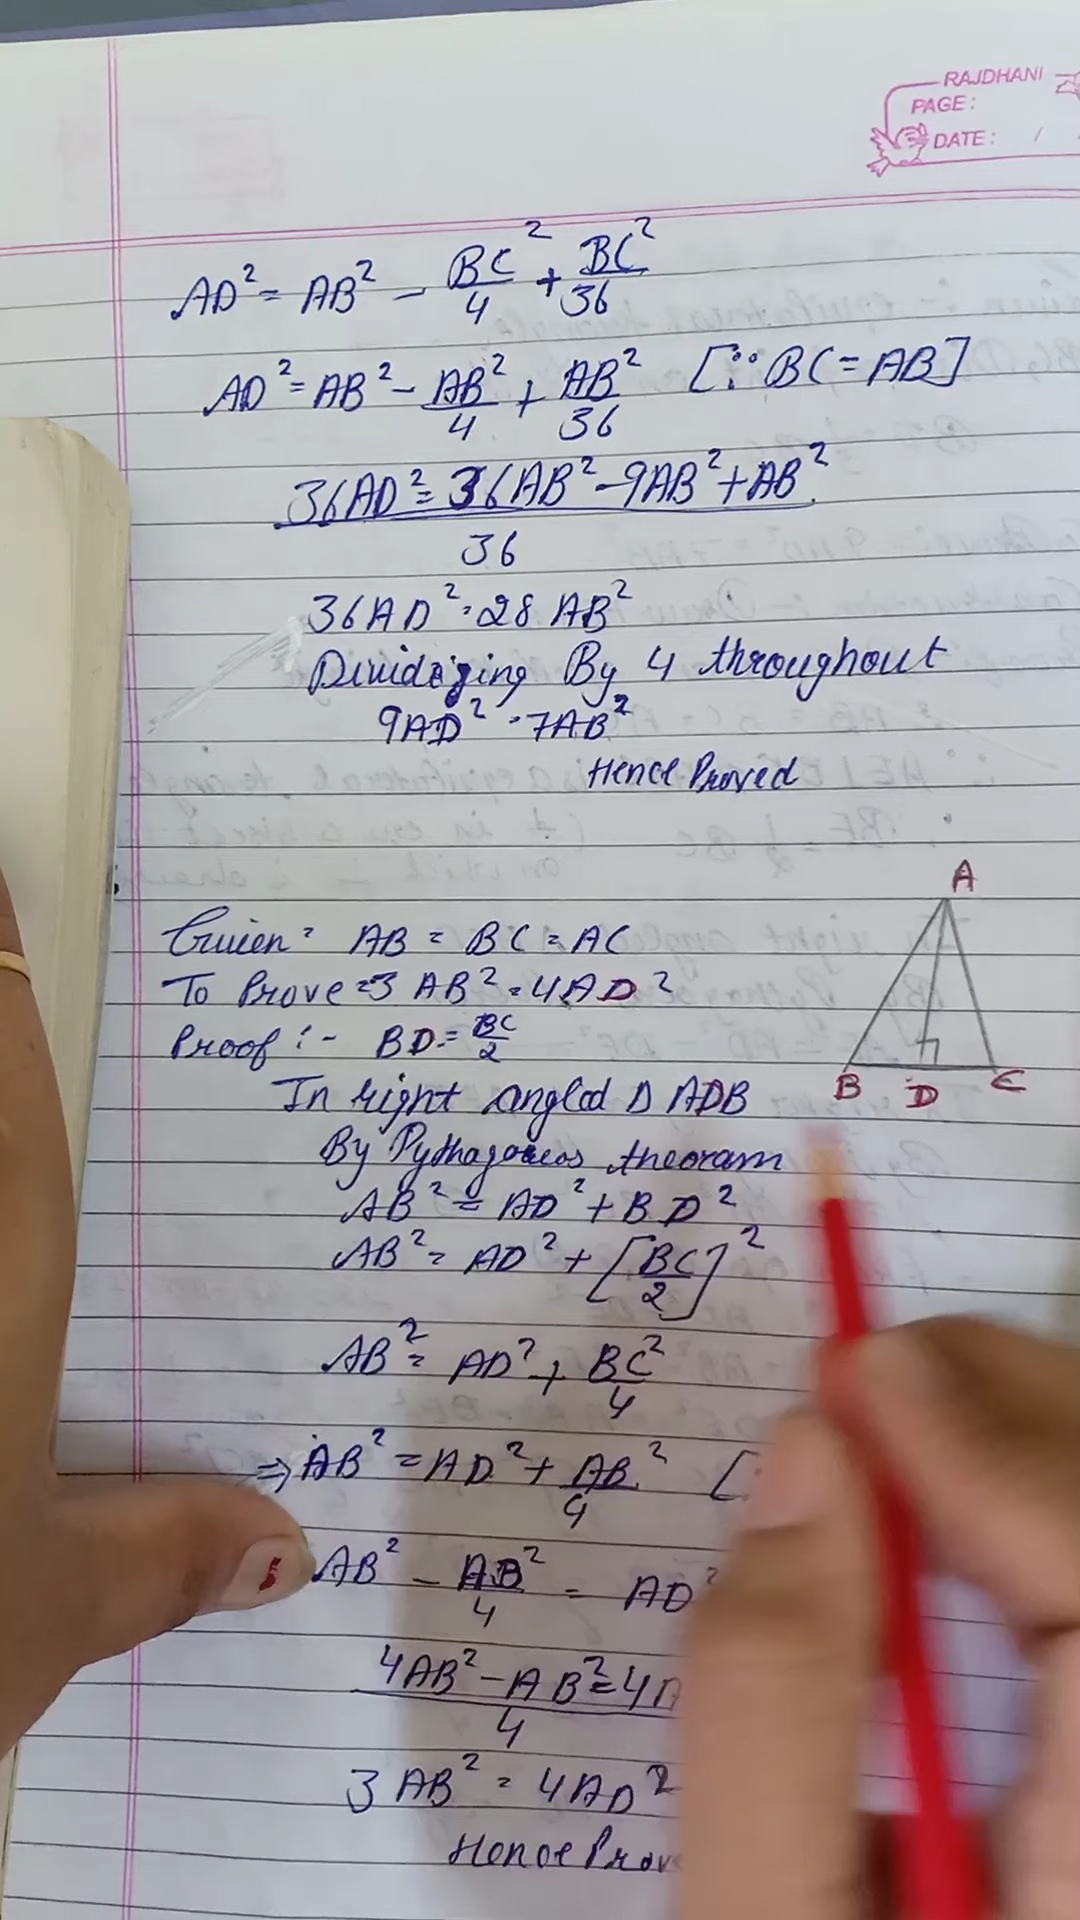 RAJDHANI
PAGE:
DATE: /
AD² = AB² - BC²/4 + BC²/36
AD² = AB² - AB²/4 + AB²/36 [∵ BC = AB]
36AD² = 36AB² - 9AB² + AB²
36
36AD² = 28 AB²
By 4 throughout
9AD² = 7AB²
Hence Proved
A
Given = AB = BC = AC
To Prove = 3 AB² = 4AD²
Proof :- BD = BC/2
B D C
In right angled Δ ADB
By theoram
AB² = AD² + BD²
AB² = AD² + [BC/2]²
AB² = AD² + BC²/4
⇒ AB² = AD² + AB²/4 [
AB² - AB²/4 = AD²
4AB² - AB² = 4A
4
3 AB² = 4AD²
Hence Prov